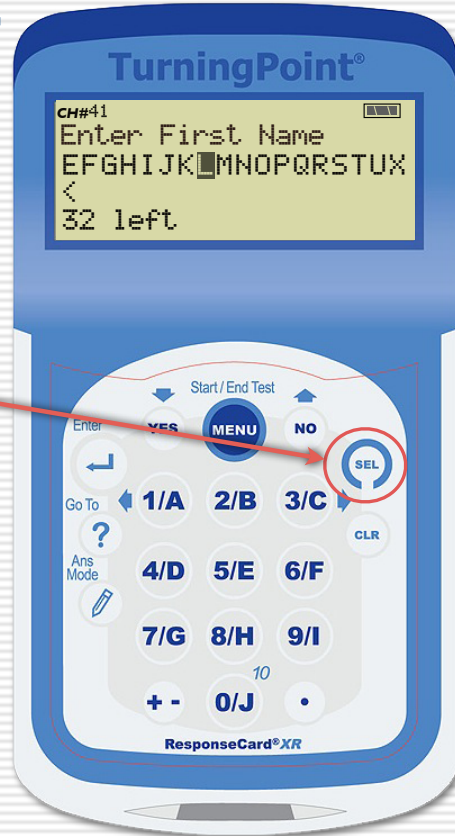 TurningPoint®
CH#41
Enter First Name
EFGHIJKLMNOPQRSTUX
<
32 left
Start / End Test
Enter
YES
MENU
NO
SEL
Go To
1/A
2/B
3/C
?
CLR
Ans
Mode
4/D
5/E
6/F
7/G
8/H
9/I
10
+ -
0/J
•
ResponseCard®XR